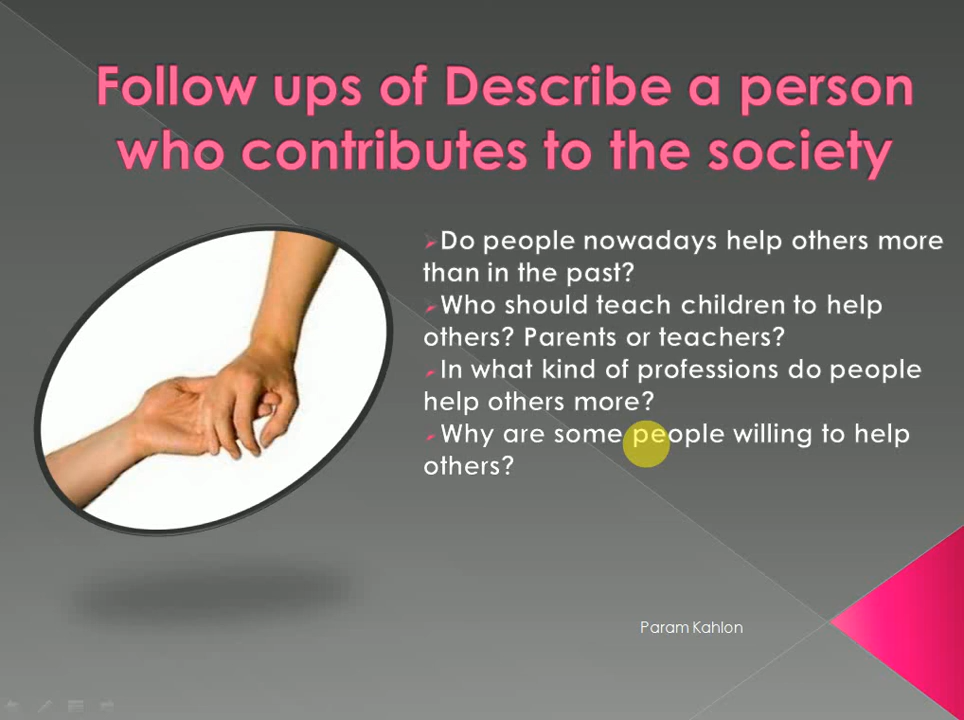 Follow ups of Describe a person
who contributes to the society
Do people nowadays help others more
than in the past?
Who should teach children to help
others? Parents or teachers?
In what kind of professions do people
help others more?
Why are some people willing to help
others?
Param Kahlon